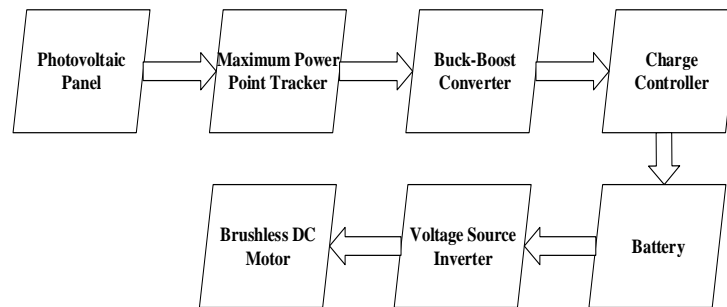 Photovoltaic
Panel
Maximum Power
Point Tracker
Buck-Boost
Converter
Charge
Controller
Brushless DC
Motor
Voltage Source
Inverter
Battery